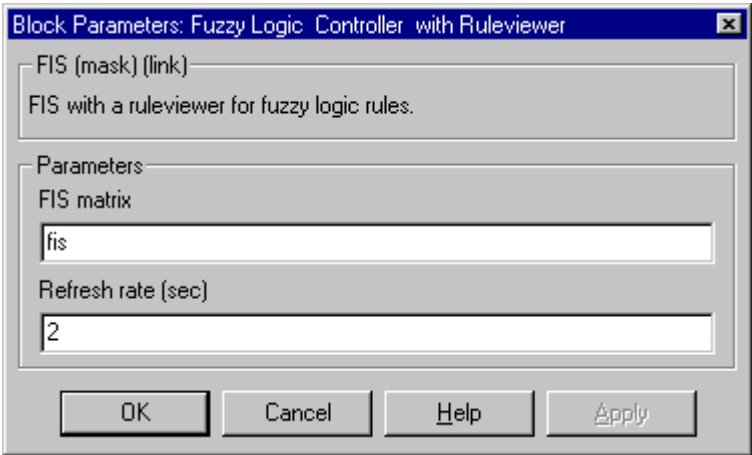 Block Parameters: Fuzzy Logic Controller with Ruleviewer
FIS (mask) (link)
FIS with a ruleviewer for fuzzy logic rules.
Parameters
FIS matrix
fis
Refresh rate (sec)
2
OK Cancel Help Apply